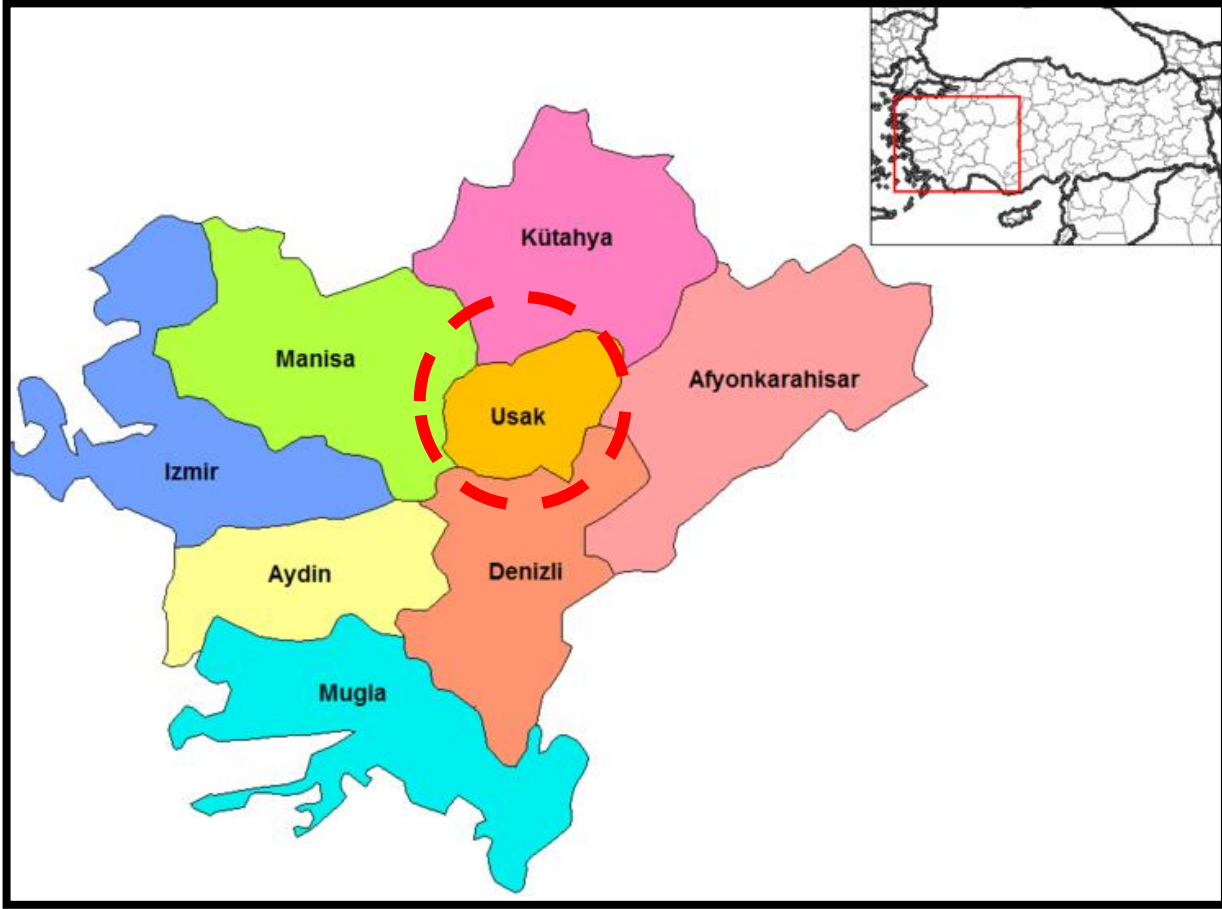 Kütahya
Manisa
Afyonkarahisar
Usak
Izmir
Aydin
Denizli
Mugla